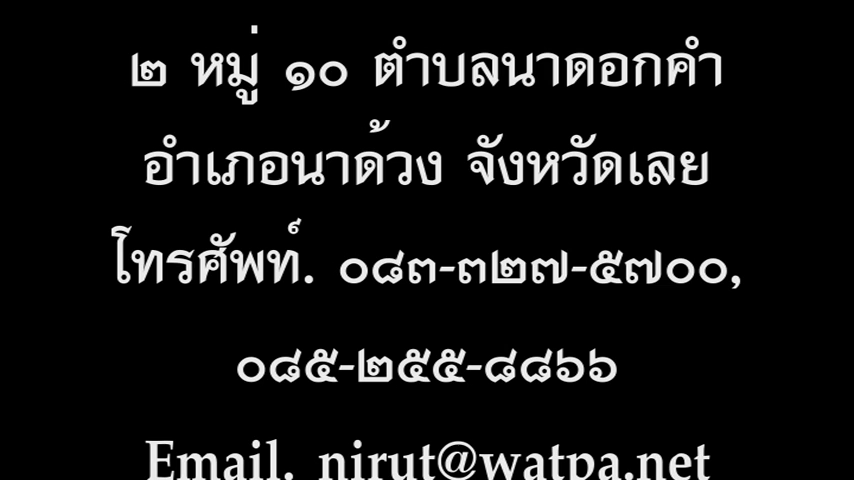 ๒ หมู่ ๑๐ ตำบลนาดอกคำ
อำเภอนาด้วง จังหวัดเลย
โทรศัพท์. ๐๘๓-๓๒๗-๕๗๐๐,
๐๘๕-๒๕๕-๘๘๖๖
Email. nirut@watpa.net